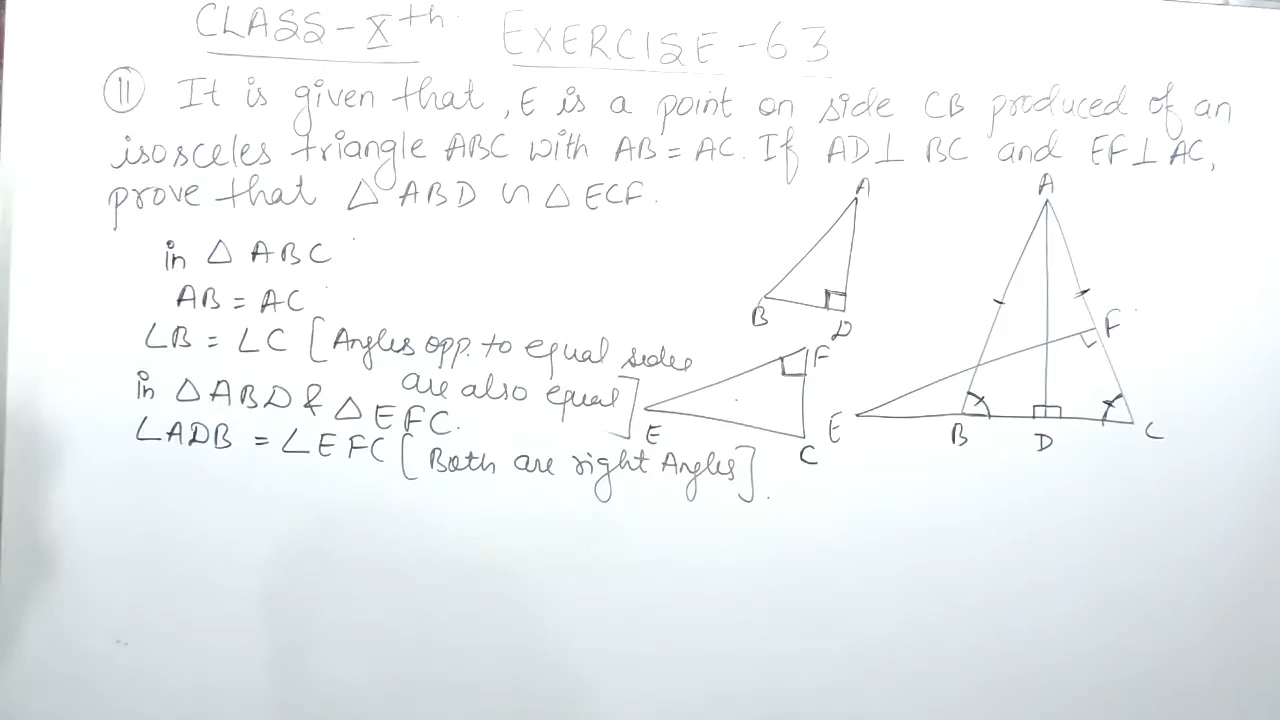 CLASS-Xth EXERCISE-63
11 It is given that, E is a point on side CB produced of an
isosceles triangle ABC with AB = AC. If AD⊥ BC and EF⊥ AC,
prove that △ ABD ∽ △ ECF.
in △ ABC
AB = AC
∠B = ∠C [Angles opp. to equal sides
are also equal]
in △ABD & △EFC.
∠ADB = ∠EFC [Both are right Angles].
A
B
D
F
E
C
A
F
E
B
D
C